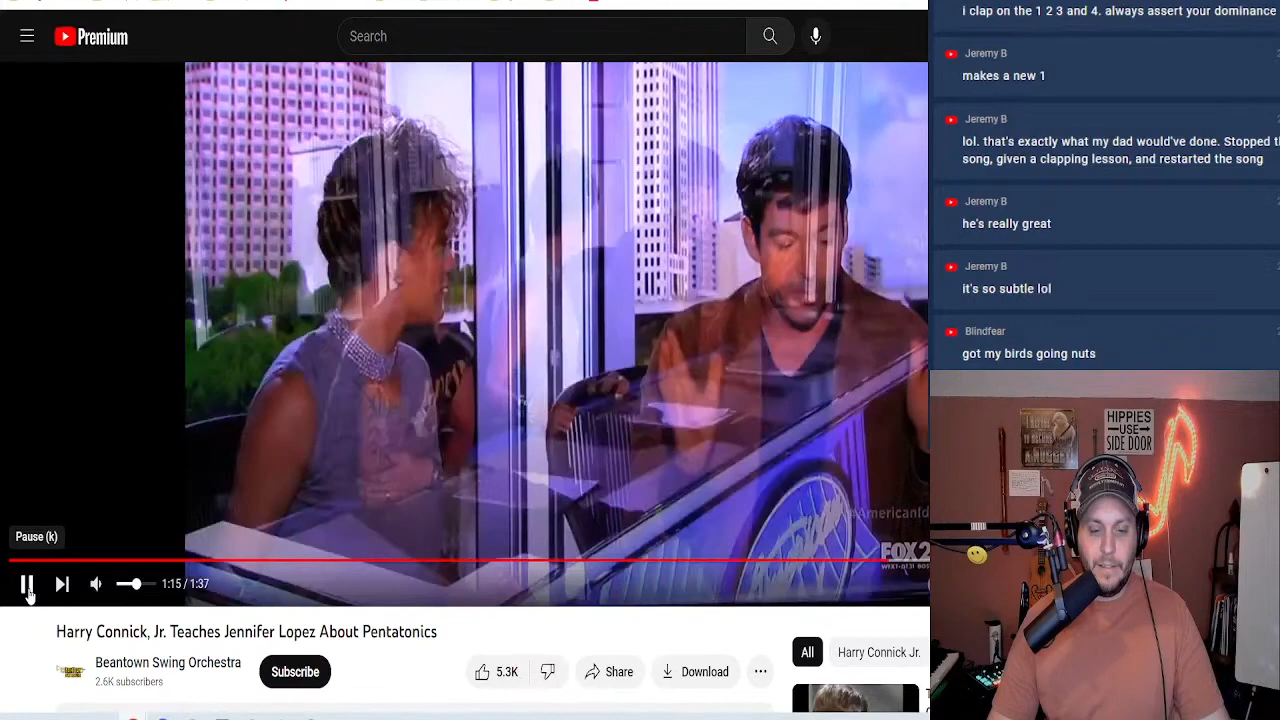 Premium
Search
#AmericanId
FOX2
Pause (k)
1:15 / 1:37
Harry Connick, Jr. Teaches Jennifer Lopez About Pentatonics
Beantown Swing Orchestra
2.6K subscribers
Subscribe
5.3K
Share
Download
All
Harry Connick Jr.
i clap on the 1 2 3 and 4. always assert your dominance
Jeremy B
makes a new 1
Jeremy B
lol. that's exactly what my dad would've done. Stopped t
song, given a clapping lesson, and restarted the song
Jeremy B
he's really great
Jeremy B
it's so subtle lol
Blindfear
got my birds going nuts
HIPPIES
USE
SIDE DOOR